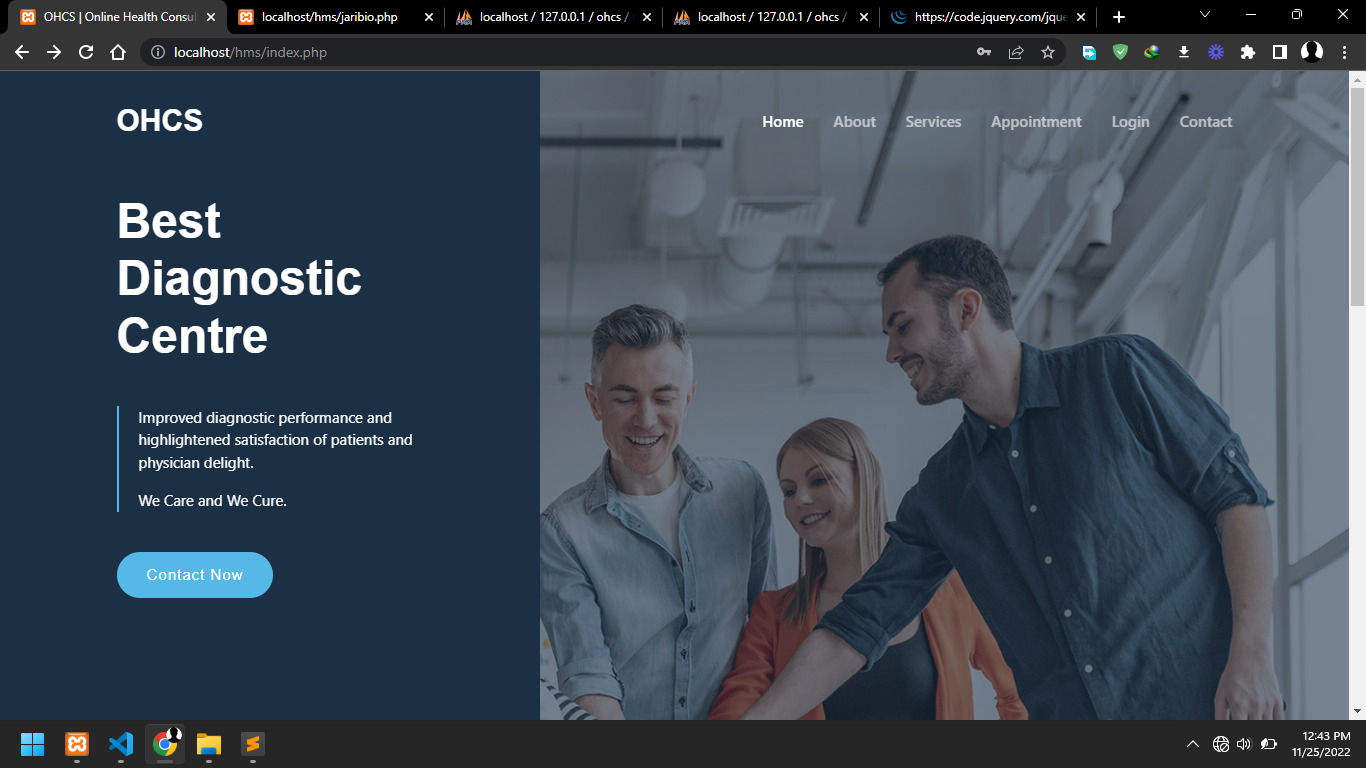 OHCS | Online Health Consul
localhost/hms/jaribio.php
localhost / 127.0.0.1 / ohcs /
localhost / 127.0.0.1 / ohcs /
https://code.jquery.com/jque
localhost/hms/index.php
OHCS
Home About Services Appointment Login Contact
Best
Diagnostic
Centre
Improved diagnostic performance and
highlightened satisfaction of patients and
physician delight.
We Care and We Cure.
Contact Now
12:43 PM
11/25/2022